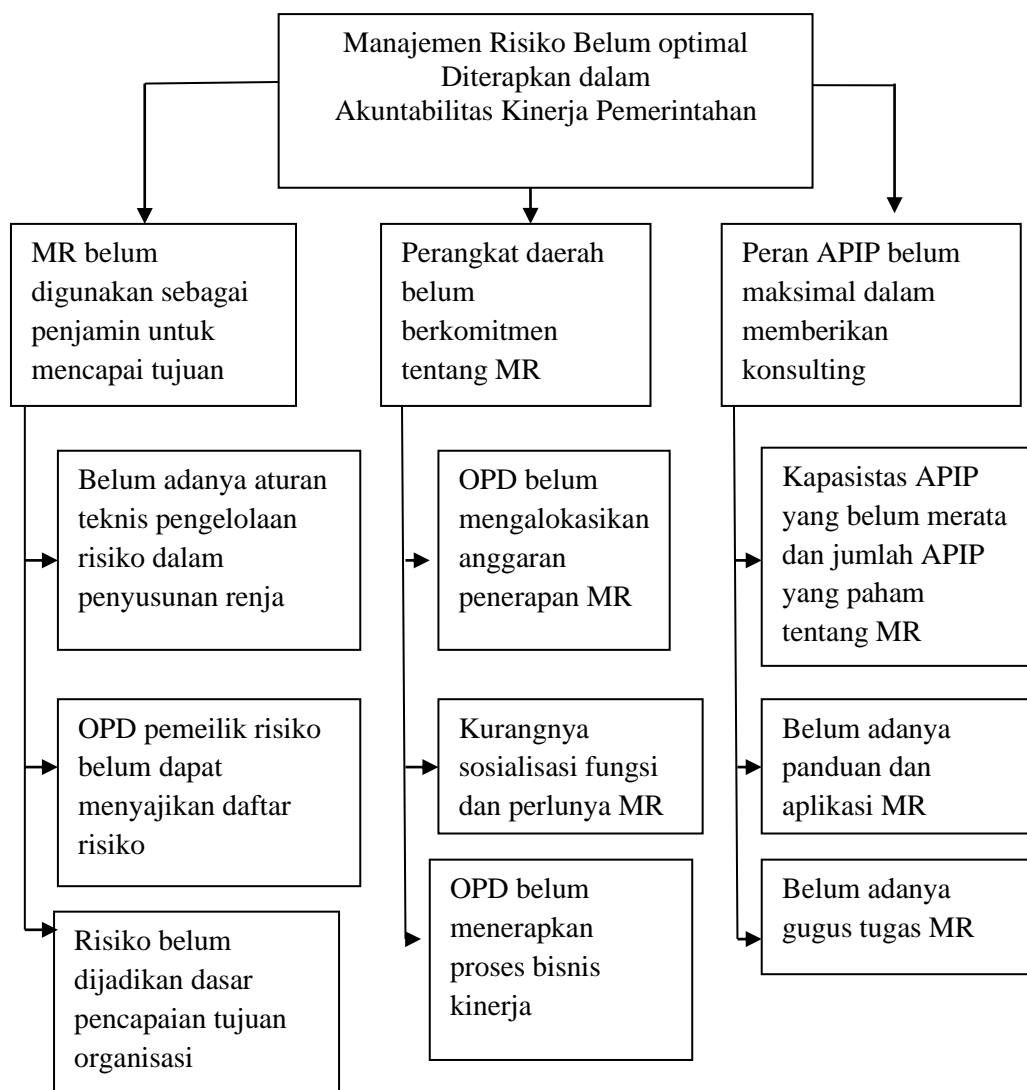 Manajemen Risiko Belum optimal
Diterapkan dalam
Akuntabilitas Kinerja Pemerintahan
MR belum
digunakan sebagai
penjamin untuk
mencapai tujuan
Perangkat daerah
belum
berkomitmen
tentang MR
Peran APIP belum
maksimal dalam
memberikan
konsulting
Belum adanya aturan
teknis pengelolaan
risiko dalam
penyusunan renja
OPD belum
mengalokasikan
anggaran
penerapan MR
Kapasistas APIP
yang belum merata
dan jumlah APIP
yang paham
tentang MR
OPD pemeilik risiko
belum dapat
menyajikan daftar
risiko
Kurangnya
sosialisasi fungsi
dan perlunya MR
Belum adanya
panduan dan
aplikasi MR
Risiko belum
dijadikan dasar
pencapaian tujuan
organisasi
OPD belum
menerapkan
proses bisnis
kinerja
Belum adanya
gugus tugas MR